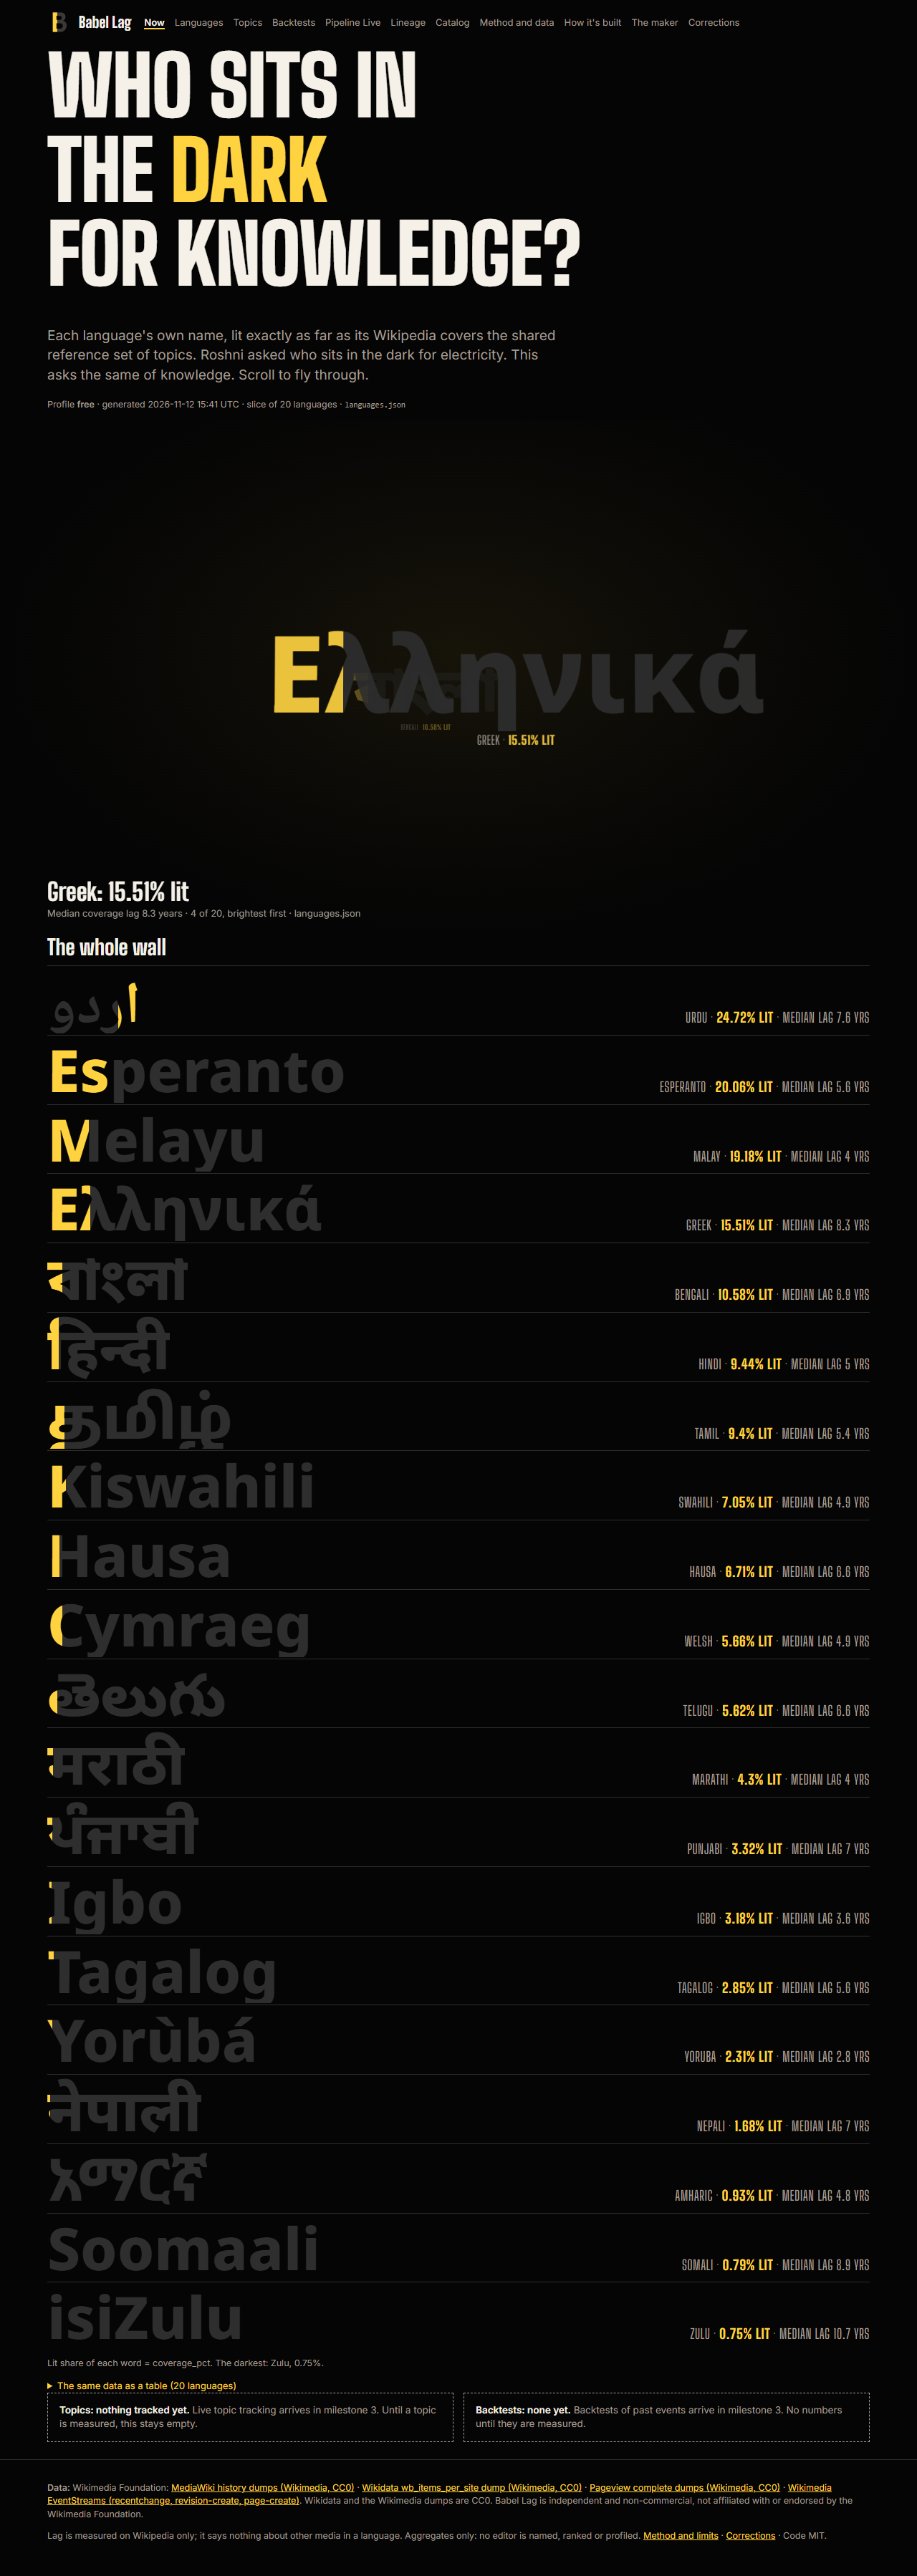 Babel Lag Now Languages Topics Backtests Pipeline Live Lineage Catalog Method and data How it's built The maker Corrections
WHO SITS IN
THE DARK
FOR KNOWLEDGE?
Each language's own name, lit exactly as far as its Wikipedia covers the shared
reference set of topics. Roshni asked who sits in the dark for electricity. This
asks the same of knowledge. Scroll to fly through.
Profile free · generated 2026-11-12 15:41 UTC · slice of 20 languages · languages.json
Ελληνικά
BENGALI · 10.58% LIT
GREEK · 15.51% LIT
Greek: 15.51% lit
Median coverage lag 8.3 years · 4 of 20, brightest first · languages.json
The whole wall
اردو URDU · 24.72% LIT · MEDIAN LAG 7.6 YRS
Esperanto ESPERANTO · 20.06% LIT · MEDIAN LAG 5.6 YRS
Melayu MALAY · 19.18% LIT · MEDIAN LAG 4 YRS
Ελληνικά GREEK · 15.51% LIT · MEDIAN LAG 8.3 YRS
বাংলা BENGALI · 10.58% LIT · MEDIAN LAG 6.9 YRS
हिन्दी HINDI · 9.44% LIT · MEDIAN LAG 5 YRS
தமிழ் TAMIL · 9.4% LIT · MEDIAN LAG 5.4 YRS
Kiswahili SWAHILI · 7.05% LIT · MEDIAN LAG 4.9 YRS
Hausa HAUSA · 6.71% LIT · MEDIAN LAG 6.6 YRS
Cymraeg WELSH · 5.66% LIT · MEDIAN LAG 4.9 YRS
తెలుగు TELUGU · 5.62% LIT · MEDIAN LAG 6.6 YRS
मराठी MARATHI · 4.3% LIT · MEDIAN LAG 4 YRS
ਪੰਜਾਬੀ PUNJABI · 3.32% LIT · MEDIAN LAG 7 YRS
Igbo IGBO · 3.18% LIT · MEDIAN LAG 3.6 YRS
Tagalog TAGALOG · 2.85% LIT · MEDIAN LAG 5.6 YRS
Yorùbá YORUBA · 2.31% LIT · MEDIAN LAG 2.8 YRS
नेपाली NEPALI · 1.68% LIT · MEDIAN LAG 7 YRS
አማርኛ AMHARIC · 0.93% LIT · MEDIAN LAG 4.8 YRS
Soomaali SOMALI · 0.79% LIT · MEDIAN LAG 8.9 YRS
isiZulu ZULU · 0.75% LIT · MEDIAN LAG 10.7 YRS
Lit share of each word = coverage_pct. The darkest: Zulu, 0.75%.
The same data as a table (20 languages)
Topics: nothing tracked yet. Live topic tracking arrives in milestone 3. Until a topic
is measured, this stays empty.
Backtests: none yet. Backtests of past events arrive in milestone 3. No numbers
until they are measured.
Data: Wikimedia Foundation: MediaWiki history dumps (Wikimedia, CC0) · Wikidata wb_items_per_site dump (Wikimedia, CC0) · Pageview complete dumps (Wikimedia, CC0) · Wikimedia
EventStreams (recentchange, revision-create, page-create). Wikidata and the Wikimedia dumps are CC0. Babel Lag is independent and non-commercial, not affiliated with or endorsed by the
Wikimedia Foundation.
Lag is measured on Wikipedia only; it says nothing about other media in a language. Aggregates only: no editor is named, ranked or profiled. Method and limits · Corrections · Code MIT.